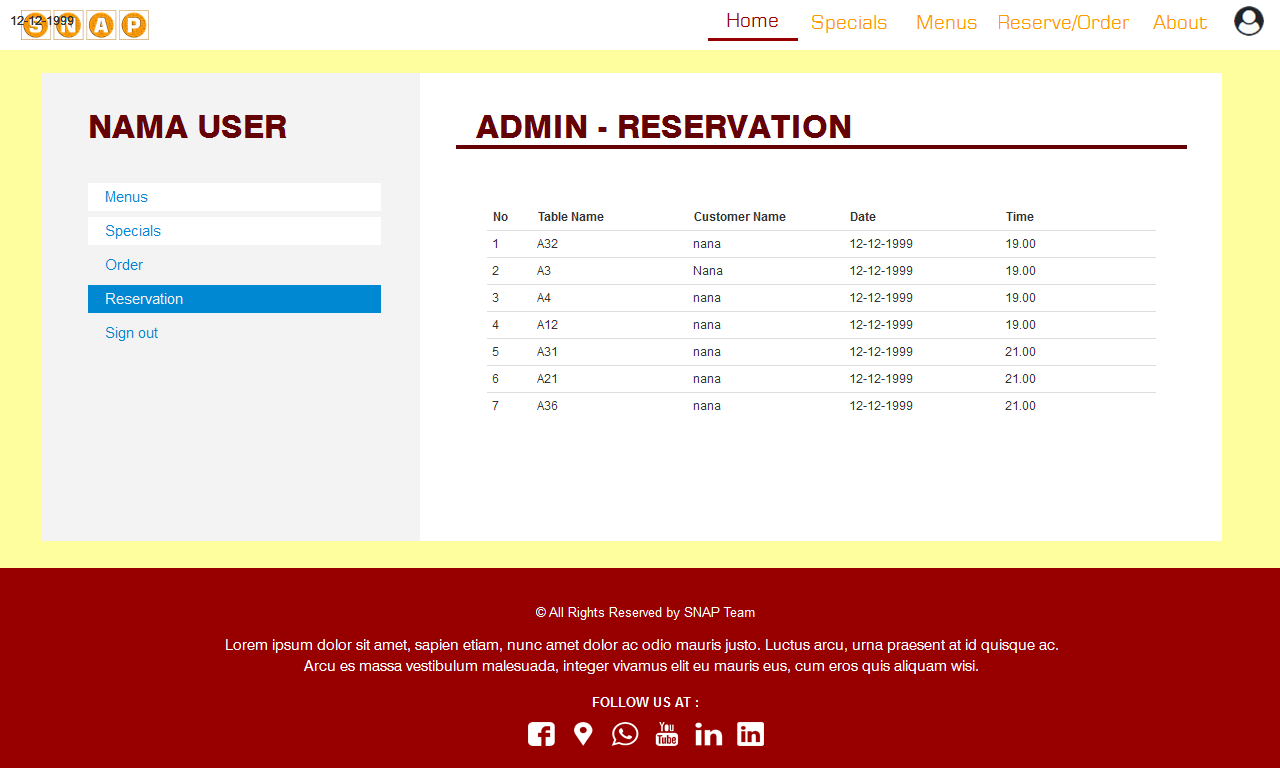 12-12-1999
SNAP
Home Specials Menus Reserve/Order About
NAMA USER
Menus
Specials
Order
Reservation
Sign out
ADMIN - RESERVATION
No Table Name Customer Name Date Time
1 A32 nana 12-12-1999 19.00
2 A3 Nana 12-12-1999 19.00
3 A4 nana 12-12-1999 19.00
4 A12 nana 12-12-1999 19.00
5 A31 nana 12-12-1999 21.00
6 A21 nana 12-12-1999 21.00
7 A36 nana 12-12-1999 21.00
© All Rights Reserved by SNAP Team
Lorem ipsum dolor sit amet, sapien etiam, nunc amet dolor ac odio mauris justo. Luctus arcu, urna praesent at id quisque ac.
Arcu es massa vestibulum malesuada, integer vivamus elit eu mauris eus, cum eros quis aliquam wisi.
FOLLOW US AT :
You
Tube
in
in